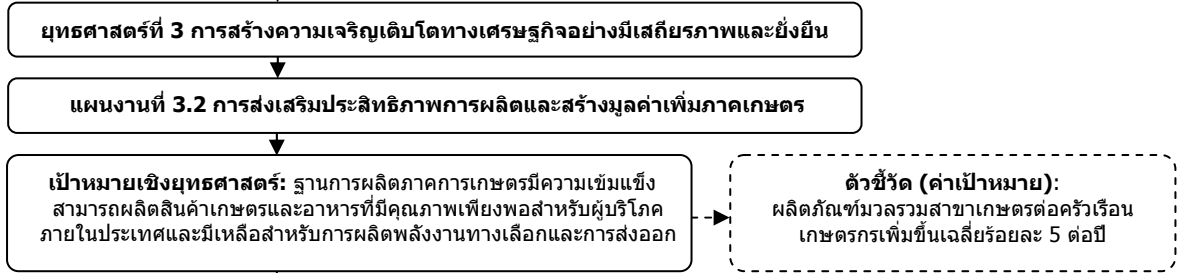 ยุทธศาสตร์ที่ 3 การสร้างความเจริญเติบโตทางเศรษฐกิจอย่างมีเสถียรภาพและยั่งยืน
แผนงานที่ 3.2 การส่งเสริมประสิทธิภาพการผลิตและสร้างมูลค่าเพิ่มภาคเกษตร
เป้าหมายเชิงยุทธศาสตร์: ฐานการผลิตภาคการเกษตรมีความเข้มแข็ง
สามารถผลิตสินค้าเกษตรและอาหารที่มีคุณภาพเพียงพอสำหรับผู้บริโภค
ภายในประเทศและมีเหลือสำหรับการผลิตพลังงานทางเลือกและการส่งออก
ตัวชี้วัด (ค่าเป้าหมาย):
ผลิตภัณฑ์มวลรวมสาขาเกษตรต่อครัวเรือน
เกษตรกรเพิ่มขึ้นเฉลี่ยร้อยละ 5 ต่อปี